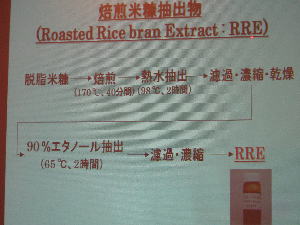 焙煎米糠抽出物
(Roasted Rice bran Extract : RRE)
脱脂米糠 → 焙煎 → 熱水抽出 → 濾過・濃縮・乾燥
(170℃、40分間) (98℃、2時間)
→ 90%エタノール抽出 → 濾過・濃縮 → RRE
(65℃、2時間)